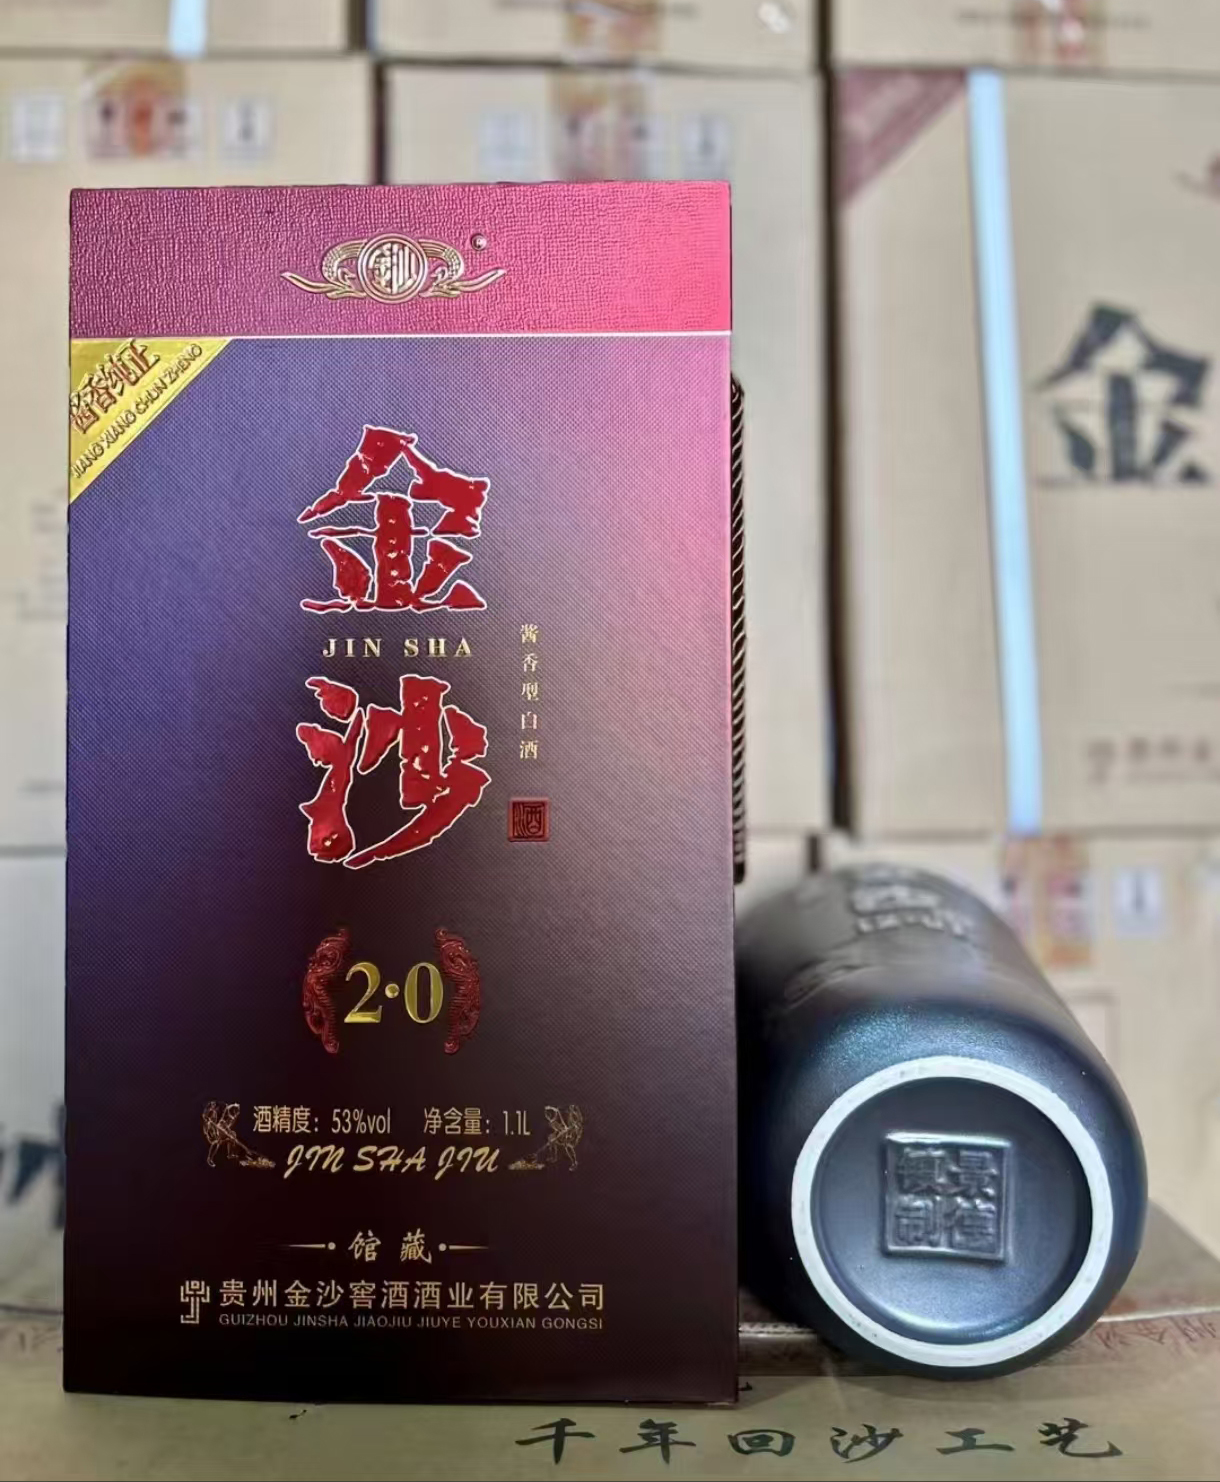 金沙
®
酱香纯正
JIANG XIANG CHUN ZHENG
金
JIN SHA
沙
酱香型白酒
酒
2·0
酒精度：53%vol 净含量：1.1L
JIN SHA JIU
馆藏
贵州金沙窖酒酒业有限公司
GUIZHOU JINSHA JIAOJIU JIUYE YOUXIAN GONGSI
金
景德
镇制
千年回沙工艺